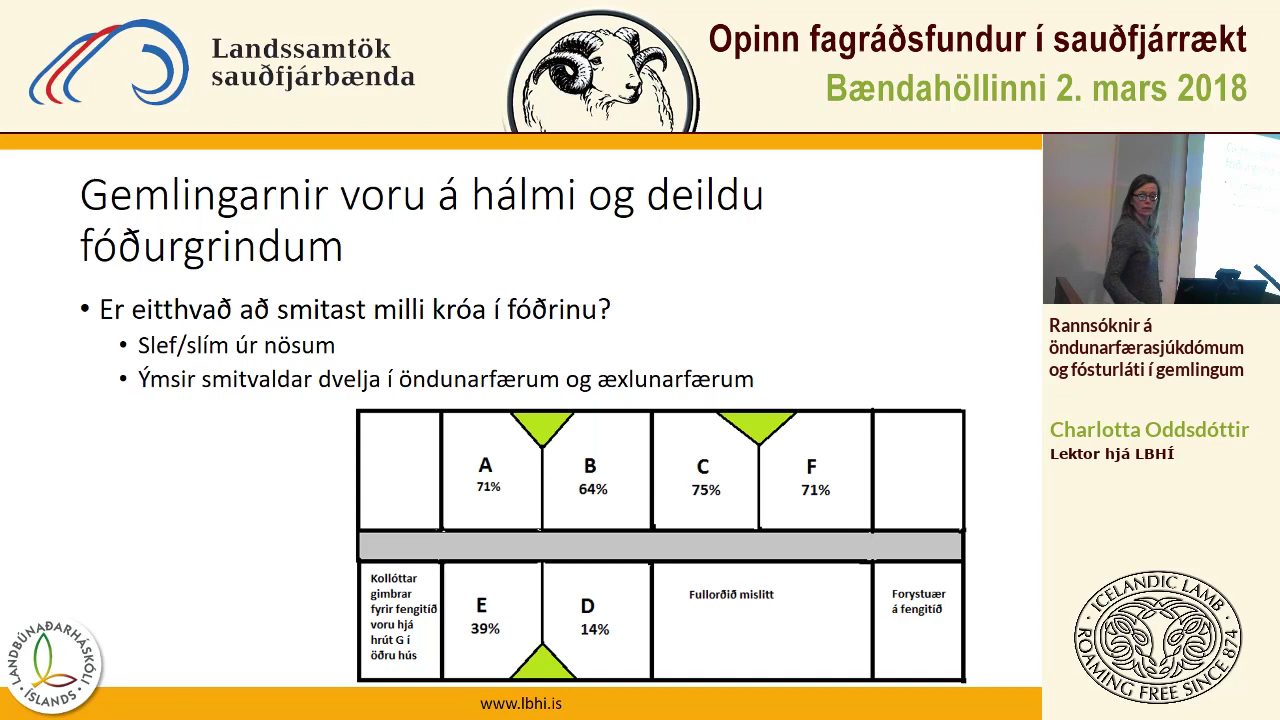 Landssamtök
sauðfjárbænda
Opinn fagráðsfundur í sauðfjárrækt
Bændahöllinni 2. mars 2018
Gemlingarnir voru á hálmi og deildu
fóðurgrindum
• Er eitthvað að smitast milli króa í fóðrinu?
• Slef/slím úr nösum
• Ýmsir smitvaldar dvelja í öndunarfærum og æxlunarfærum
A
71%
B
64%
C
75%
F
71%
Kollóttar
gimbrar
fyrir fengitíð
voru hjá
hrút G í
öðru hús
E
39%
D
14%
Fullorðið mislitt
Forystuær
á fengitíð
Rannsóknir á
öndunarfærasjúkdómum
og fósturláti í gemlingum
Charlotta Oddsdóttir
Lektor hjá LBHÍ
ICELANDIC LAMB
ROAMING FREE SINCE 874
LANDBÚNAÐARHÁSKÓLI
ÍSLANDS
www.lbhi.is